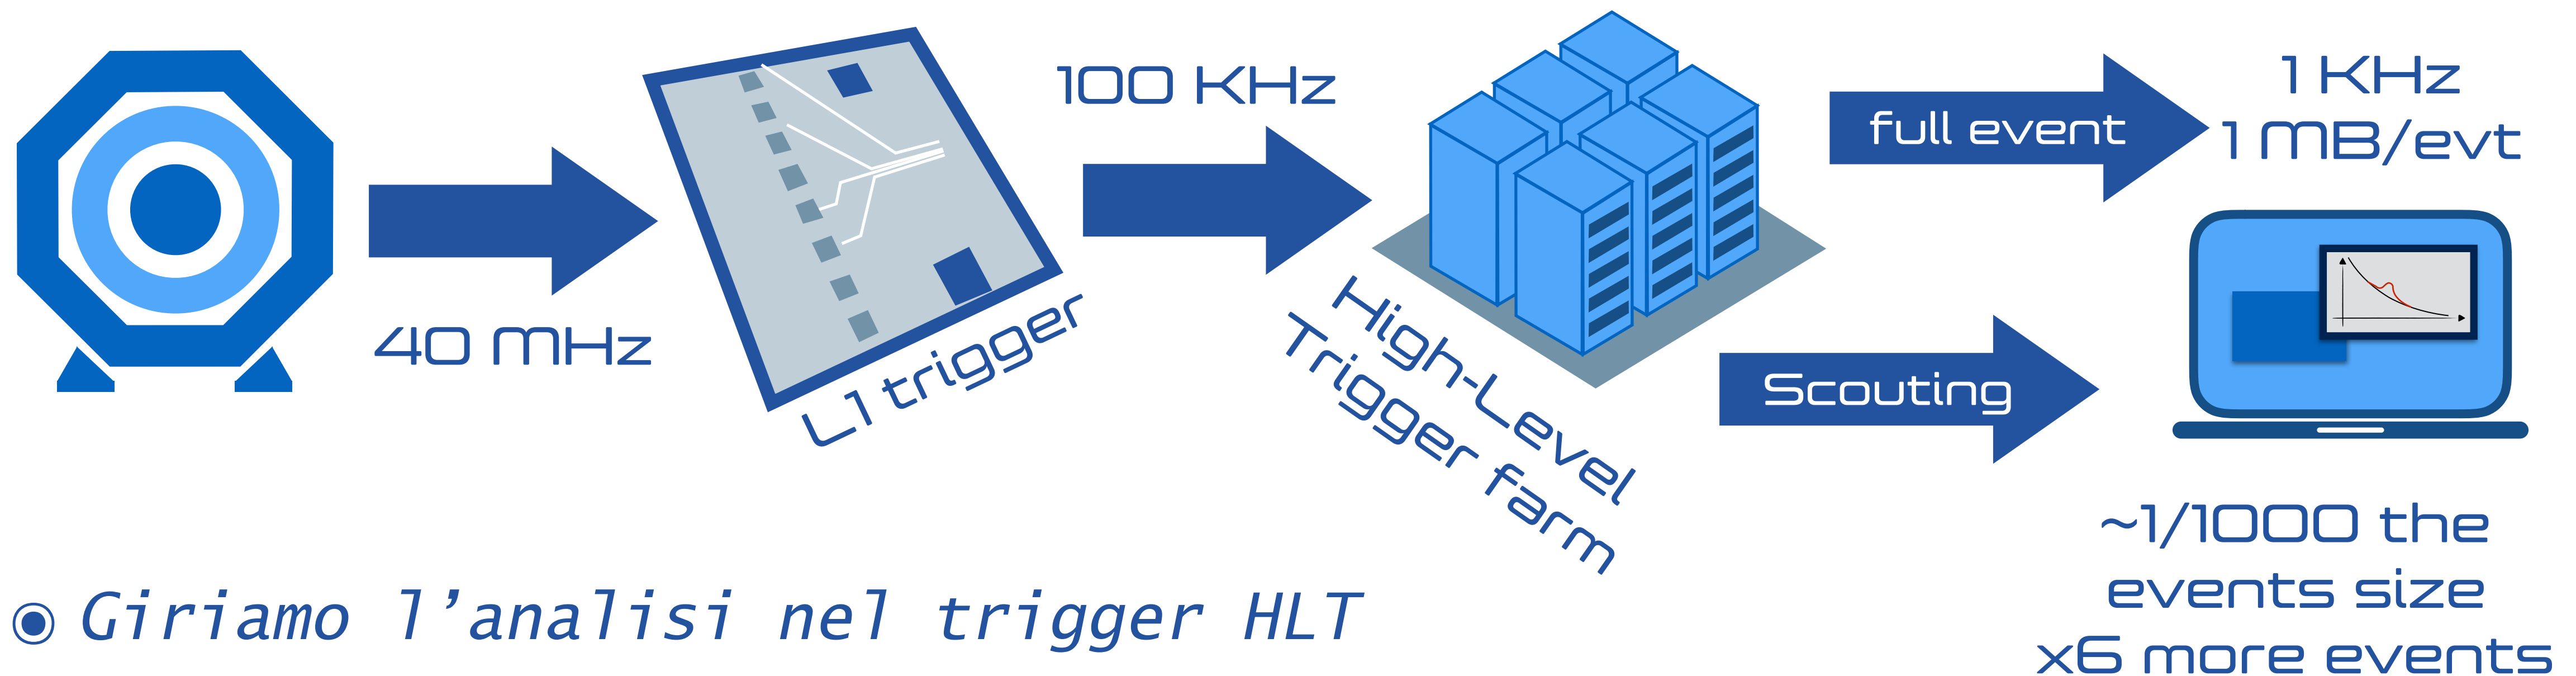 40 MHz
L1 trigger
100 KHz
High-Level
Trigger farm
full event
1 KHz
1 MB/evt
Scouting
~1/1000 the
events size
x6 more events
Giriamo l'analisi nel trigger HLT